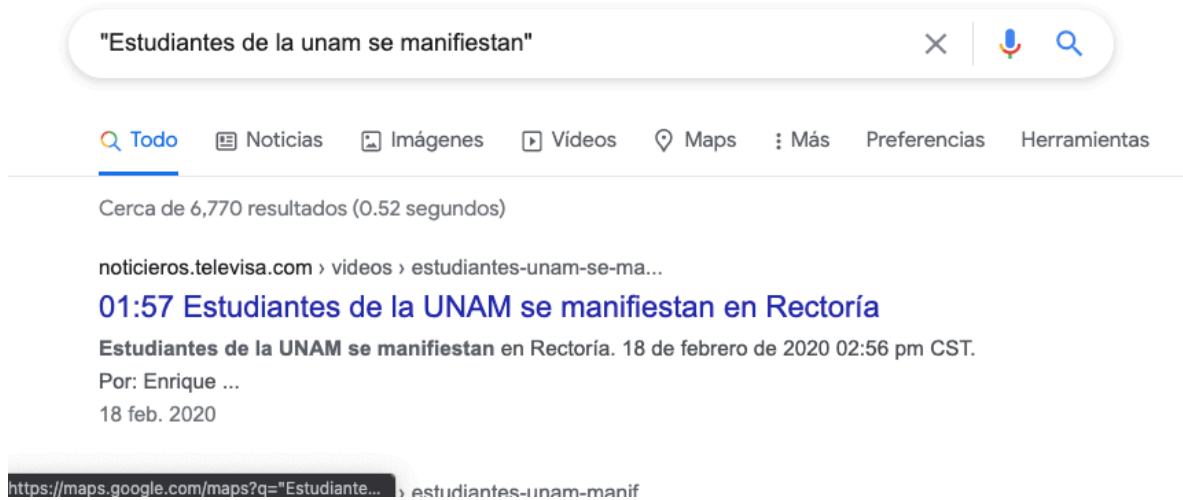 "Estudiantes de la unam se manifiestan"
Todo Noticias Imágenes Vídeos Maps Más Preferencias Herramientas
Cerca de 6,770 resultados (0.52 segundos)
noticieros.televisa.com › videos › estudiantes-unam-se-ma...
01:57 Estudiantes de la UNAM se manifiestan en Rectoría
Estudiantes de la UNAM se manifiestan en Rectoría. 18 de febrero de 2020 02:56 pm CST.
Por: Enrique ...
18 feb. 2020
https://maps.google.com/maps?q="Estudiante... › estudiantes-unam-manif